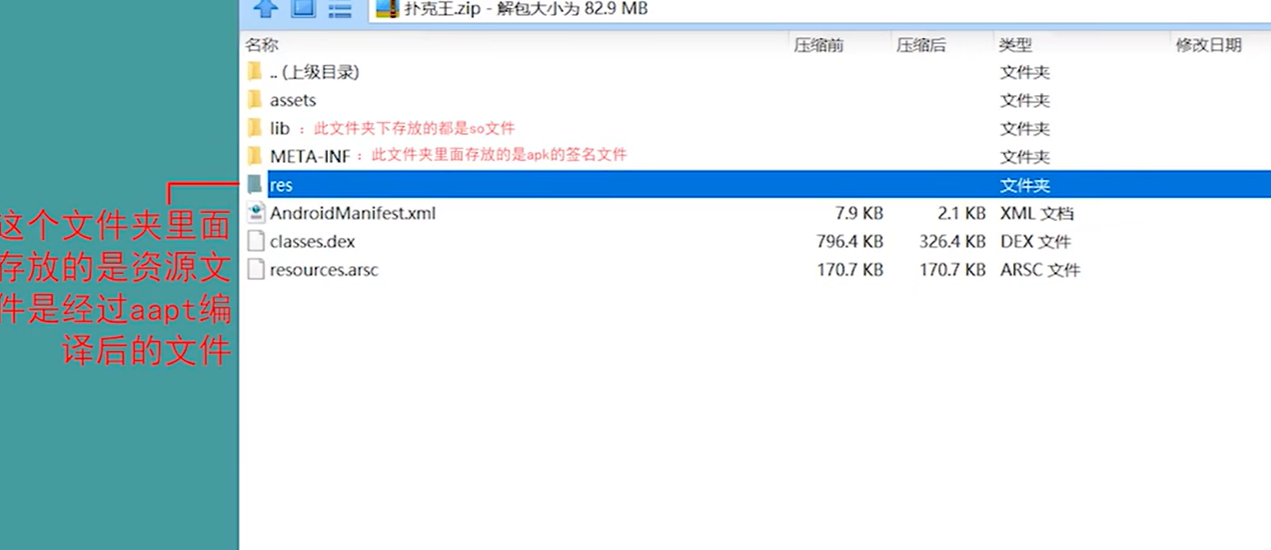 扑克王.zip - 解包大小为 82.9 MB
名称 压缩前 压缩后 类型 修改日期
.. (上级目录) 文件夹
assets 文件夹
lib ：此文件夹下存放的都是so文件 文件夹
META-INF ：此文件夹里面存放的是apk的签名文件 文件夹
res 文件夹
AndroidManifest.xml 7.9 KB 2.1 KB XML 文档
classes.dex 796.4 KB 326.4 KB DEX 文件
resources.arsc 170.7 KB 170.7 KB ARSC 文件
这个文件夹里面
存放的是资源文
件是经过aapt编
译后的文件